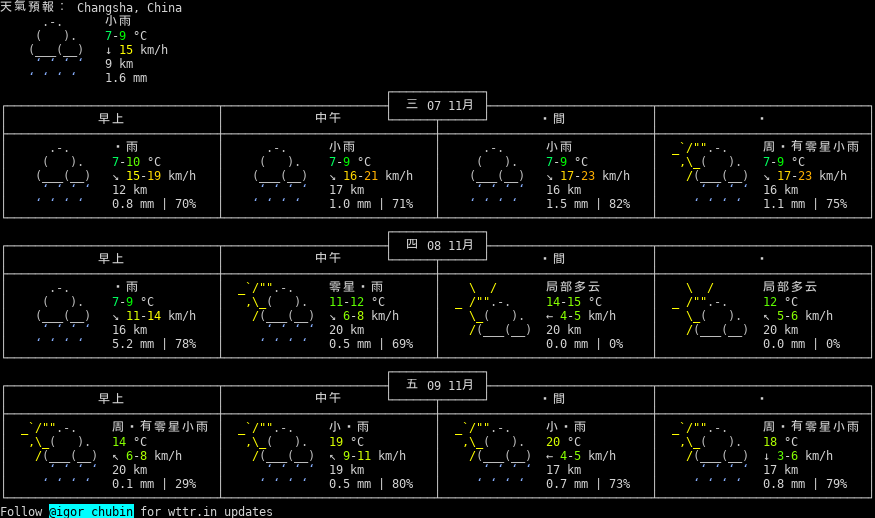 天氣預報： Changsha, China
小雨
7-9 °C
↓ 15 km/h
9 km
1.6 mm
三 07 11月
早上 中午 ・間 ・
・雨 小雨 小雨 周・有零星小雨
7-10 °C 7-9 °C 7-9 °C 7-9 °C
↘ 15-19 km/h ↘ 16-21 km/h ↘ 17-23 km/h ↘ 17-23 km/h
12 km 17 km 16 km 16 km
0.8 mm | 70% 1.0 mm | 71% 1.5 mm | 82% 1.1 mm | 75%
四 08 11月
早上 中午 ・間 ・
・雨 零星・雨 局部多云 局部多云
7-9 °C 11-12 °C 14-15 °C 12 °C
↘ 11-14 km/h ↘ 6-8 km/h ← 4-5 km/h ↖ 5-6 km/h
16 km 20 km 20 km 20 km
5.2 mm | 78% 0.5 mm | 69% 0.0 mm | 0% 0.0 mm | 0%
五 09 11月
早上 中午 ・間 ・
周・有零星小雨 小・雨 小・雨 周・有零星小雨
14 °C 19 °C 20 °C 18 °C
↖ 6-8 km/h ↖ 9-11 km/h ← 4-5 km/h ↓ 3-6 km/h
20 km 19 km 17 km 17 km
0.1 mm | 29% 0.5 mm | 80% 0.7 mm | 73% 0.8 mm | 79%
Follow @igor_chubin for wttr.in updates